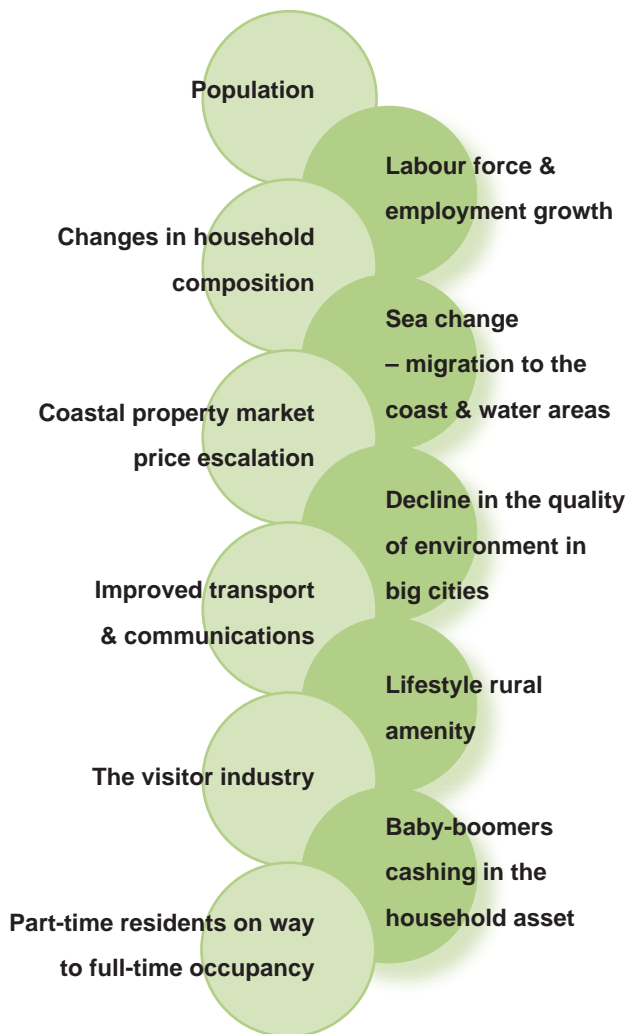 Population
Labour force &
employment growth
Changes in household
composition
Sea change
– migration to the
coast & water areas
Coastal property market
price escalation
Decline in the quality
of environment in
big cities
Improved transport
& communications
Lifestyle rural
amenity
The visitor industry
Baby-boomers
cashing in the
household asset
Part-time residents on way
to full-time occupancy